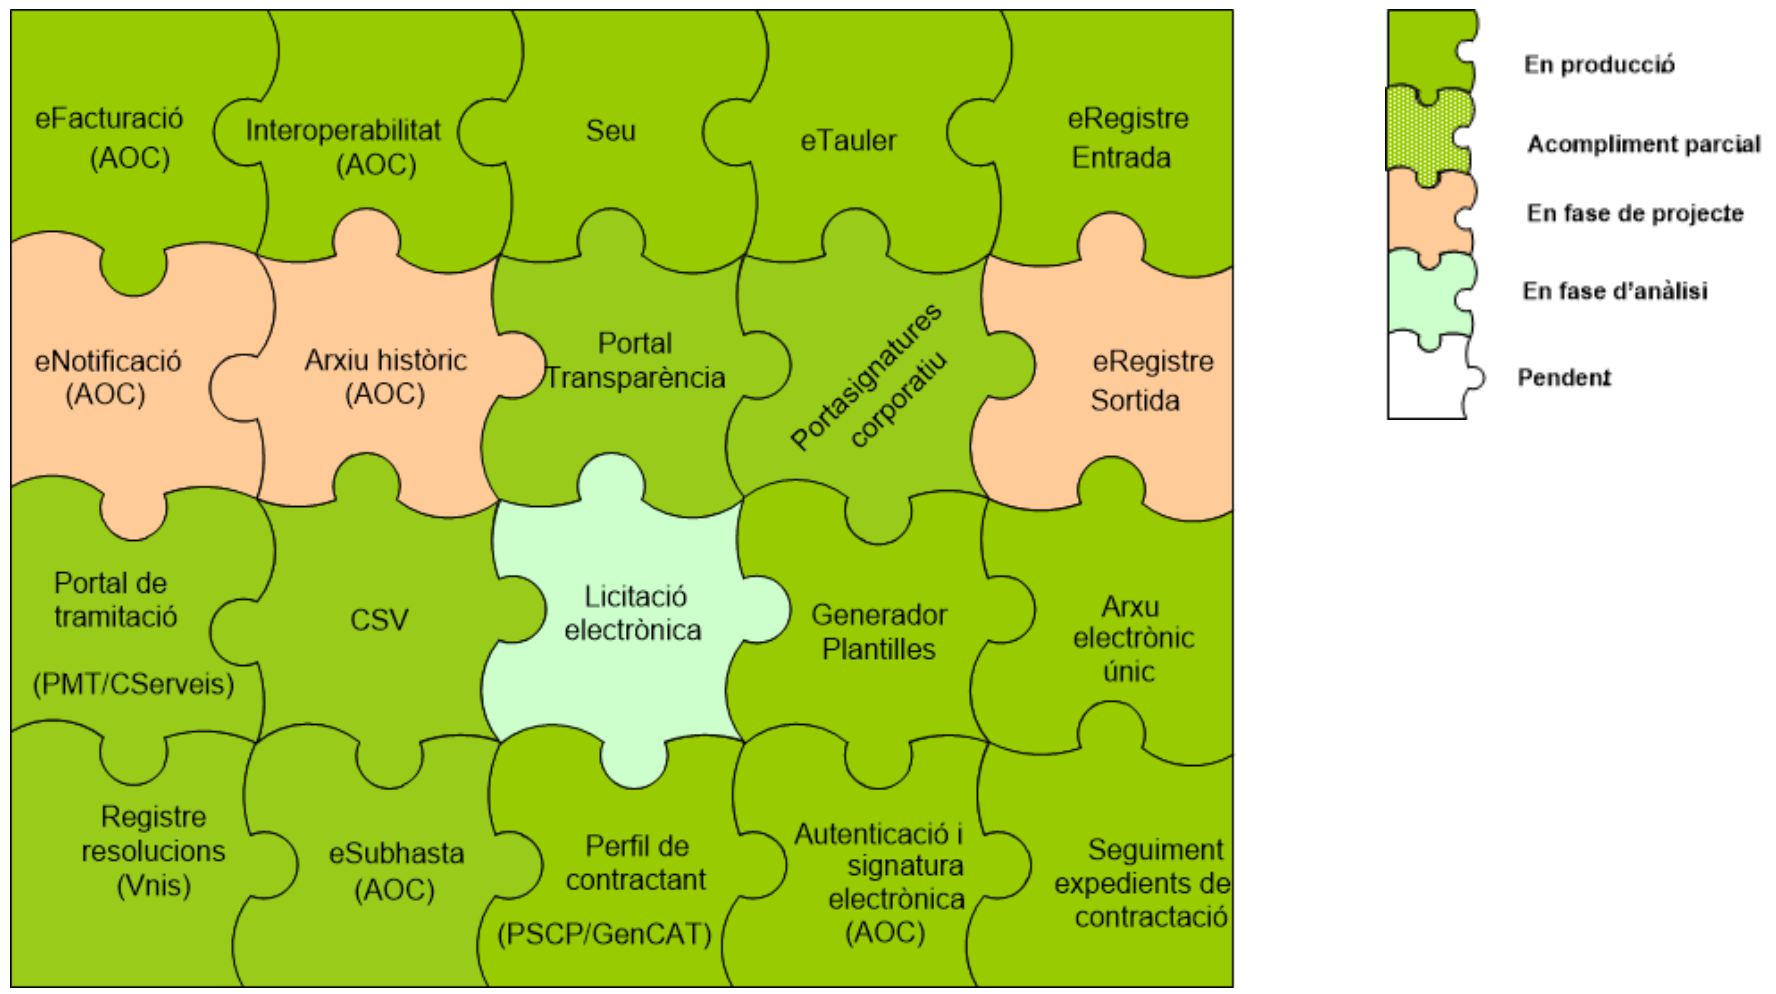 eFacturació
(AOC)
Interoperabilitat
(AOC)
Seu
eTauler
eRegistre
Entrada
eNotificació
(AOC)
Arxiu històric
(AOC)
Portal
Transparència
Portasignatures
corporatiu
eRegistre
Sortida
Portal de
tramitació
(PMT/CServeis)
CSV
Licitació
electrònica
Generador
Plantilles
Arxu
electrònic
únic
Registre
resolucions
(Vnis)
eSubhasta
(AOC)
Perfil de
contractant
(PSCP/GenCAT)
Autenticació i
signatura
electrònica
(AOC)
Seguiment
expedients de
contractació
En producció
Acompliment parcial
En fase de projecte
En fase d’anàlisi
Pendent